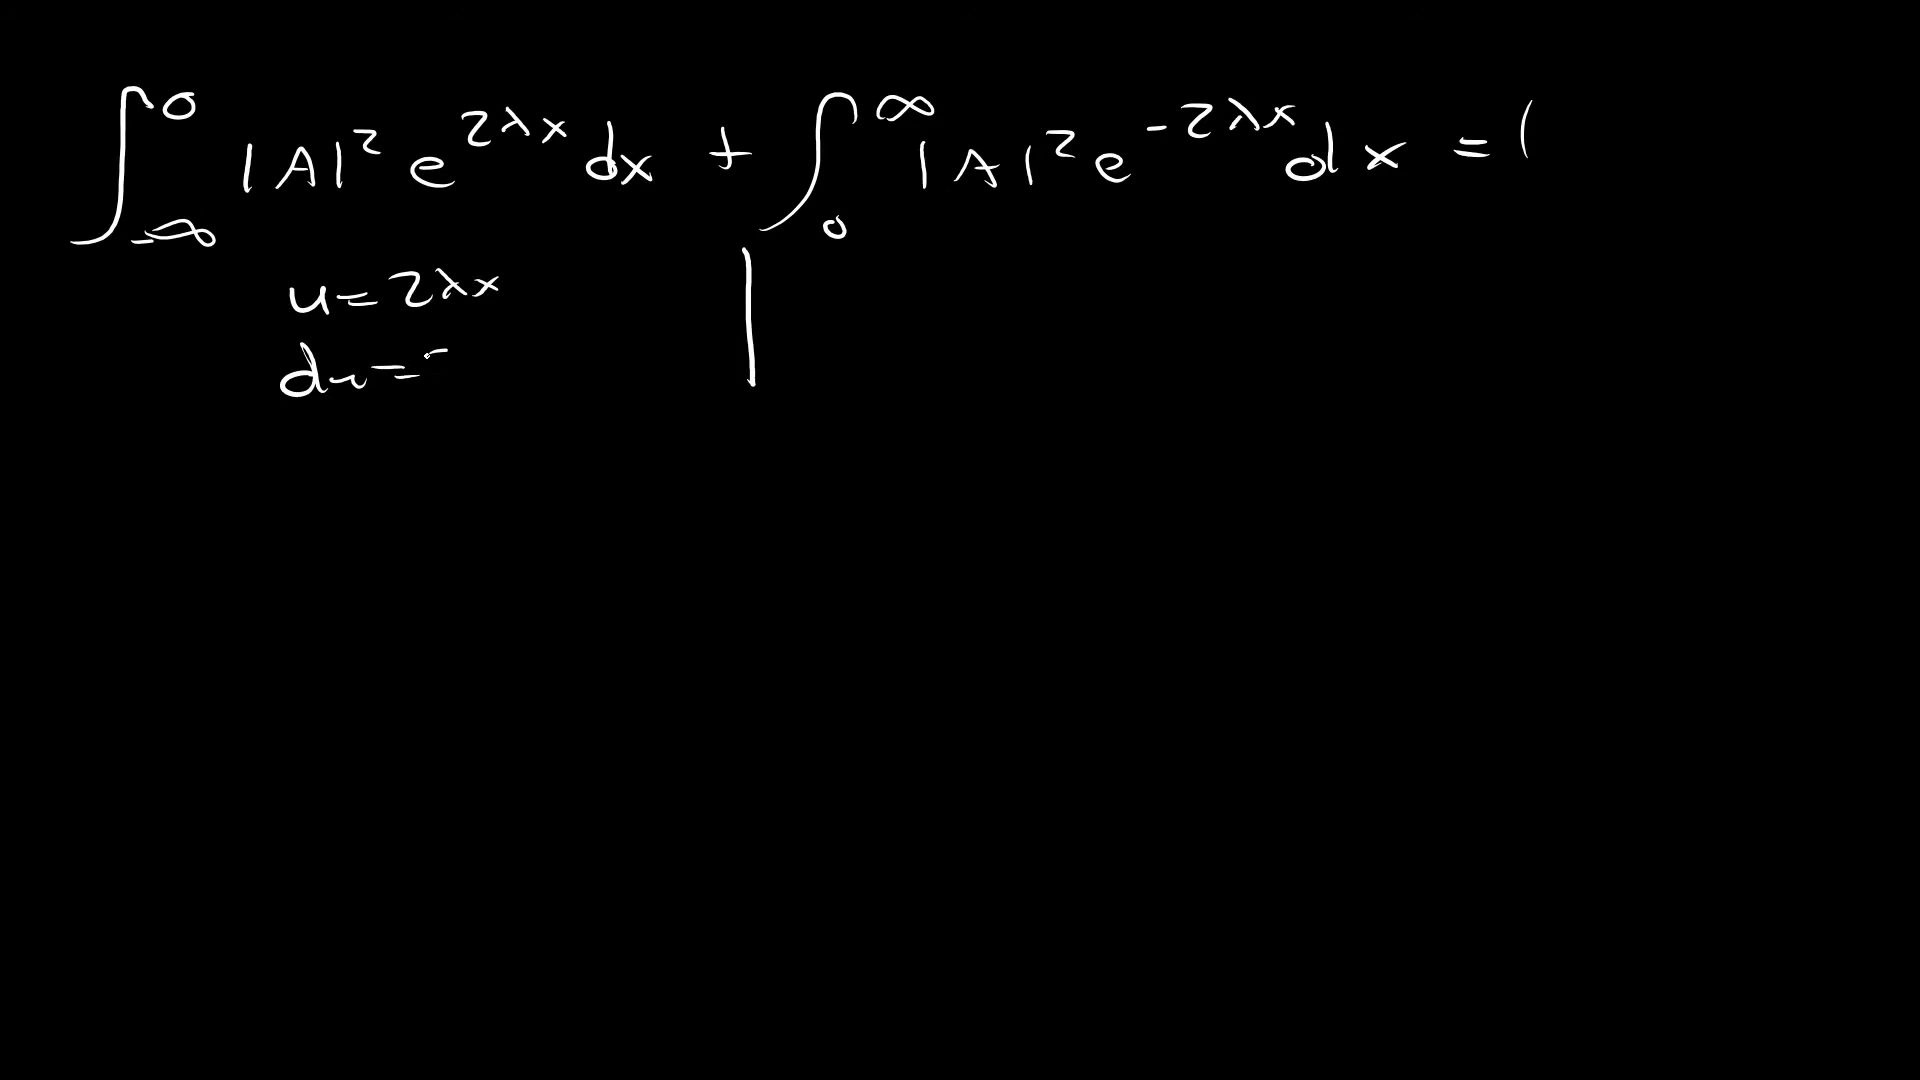 ∫_{-∞}^{0} |A|² e^{2λx} dx + ∫_{0}^{∞} |A|² e^{-2λx} dx = 1
u = 2λx
du =